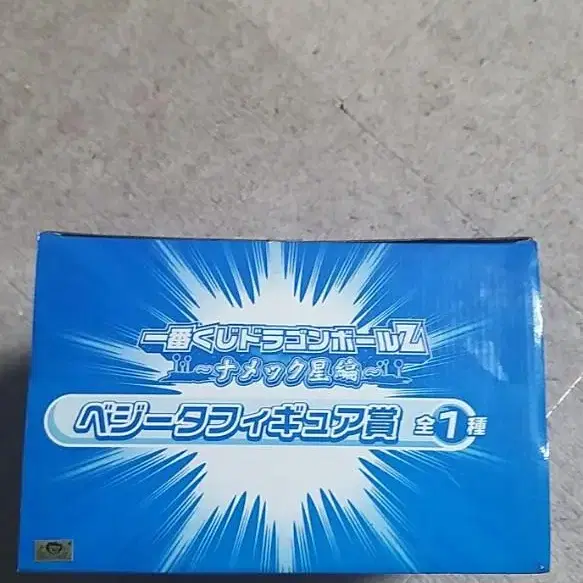 一番くじドラゴンボールZ
～ナメック星編～
ベジータフィギュア賞 全1種